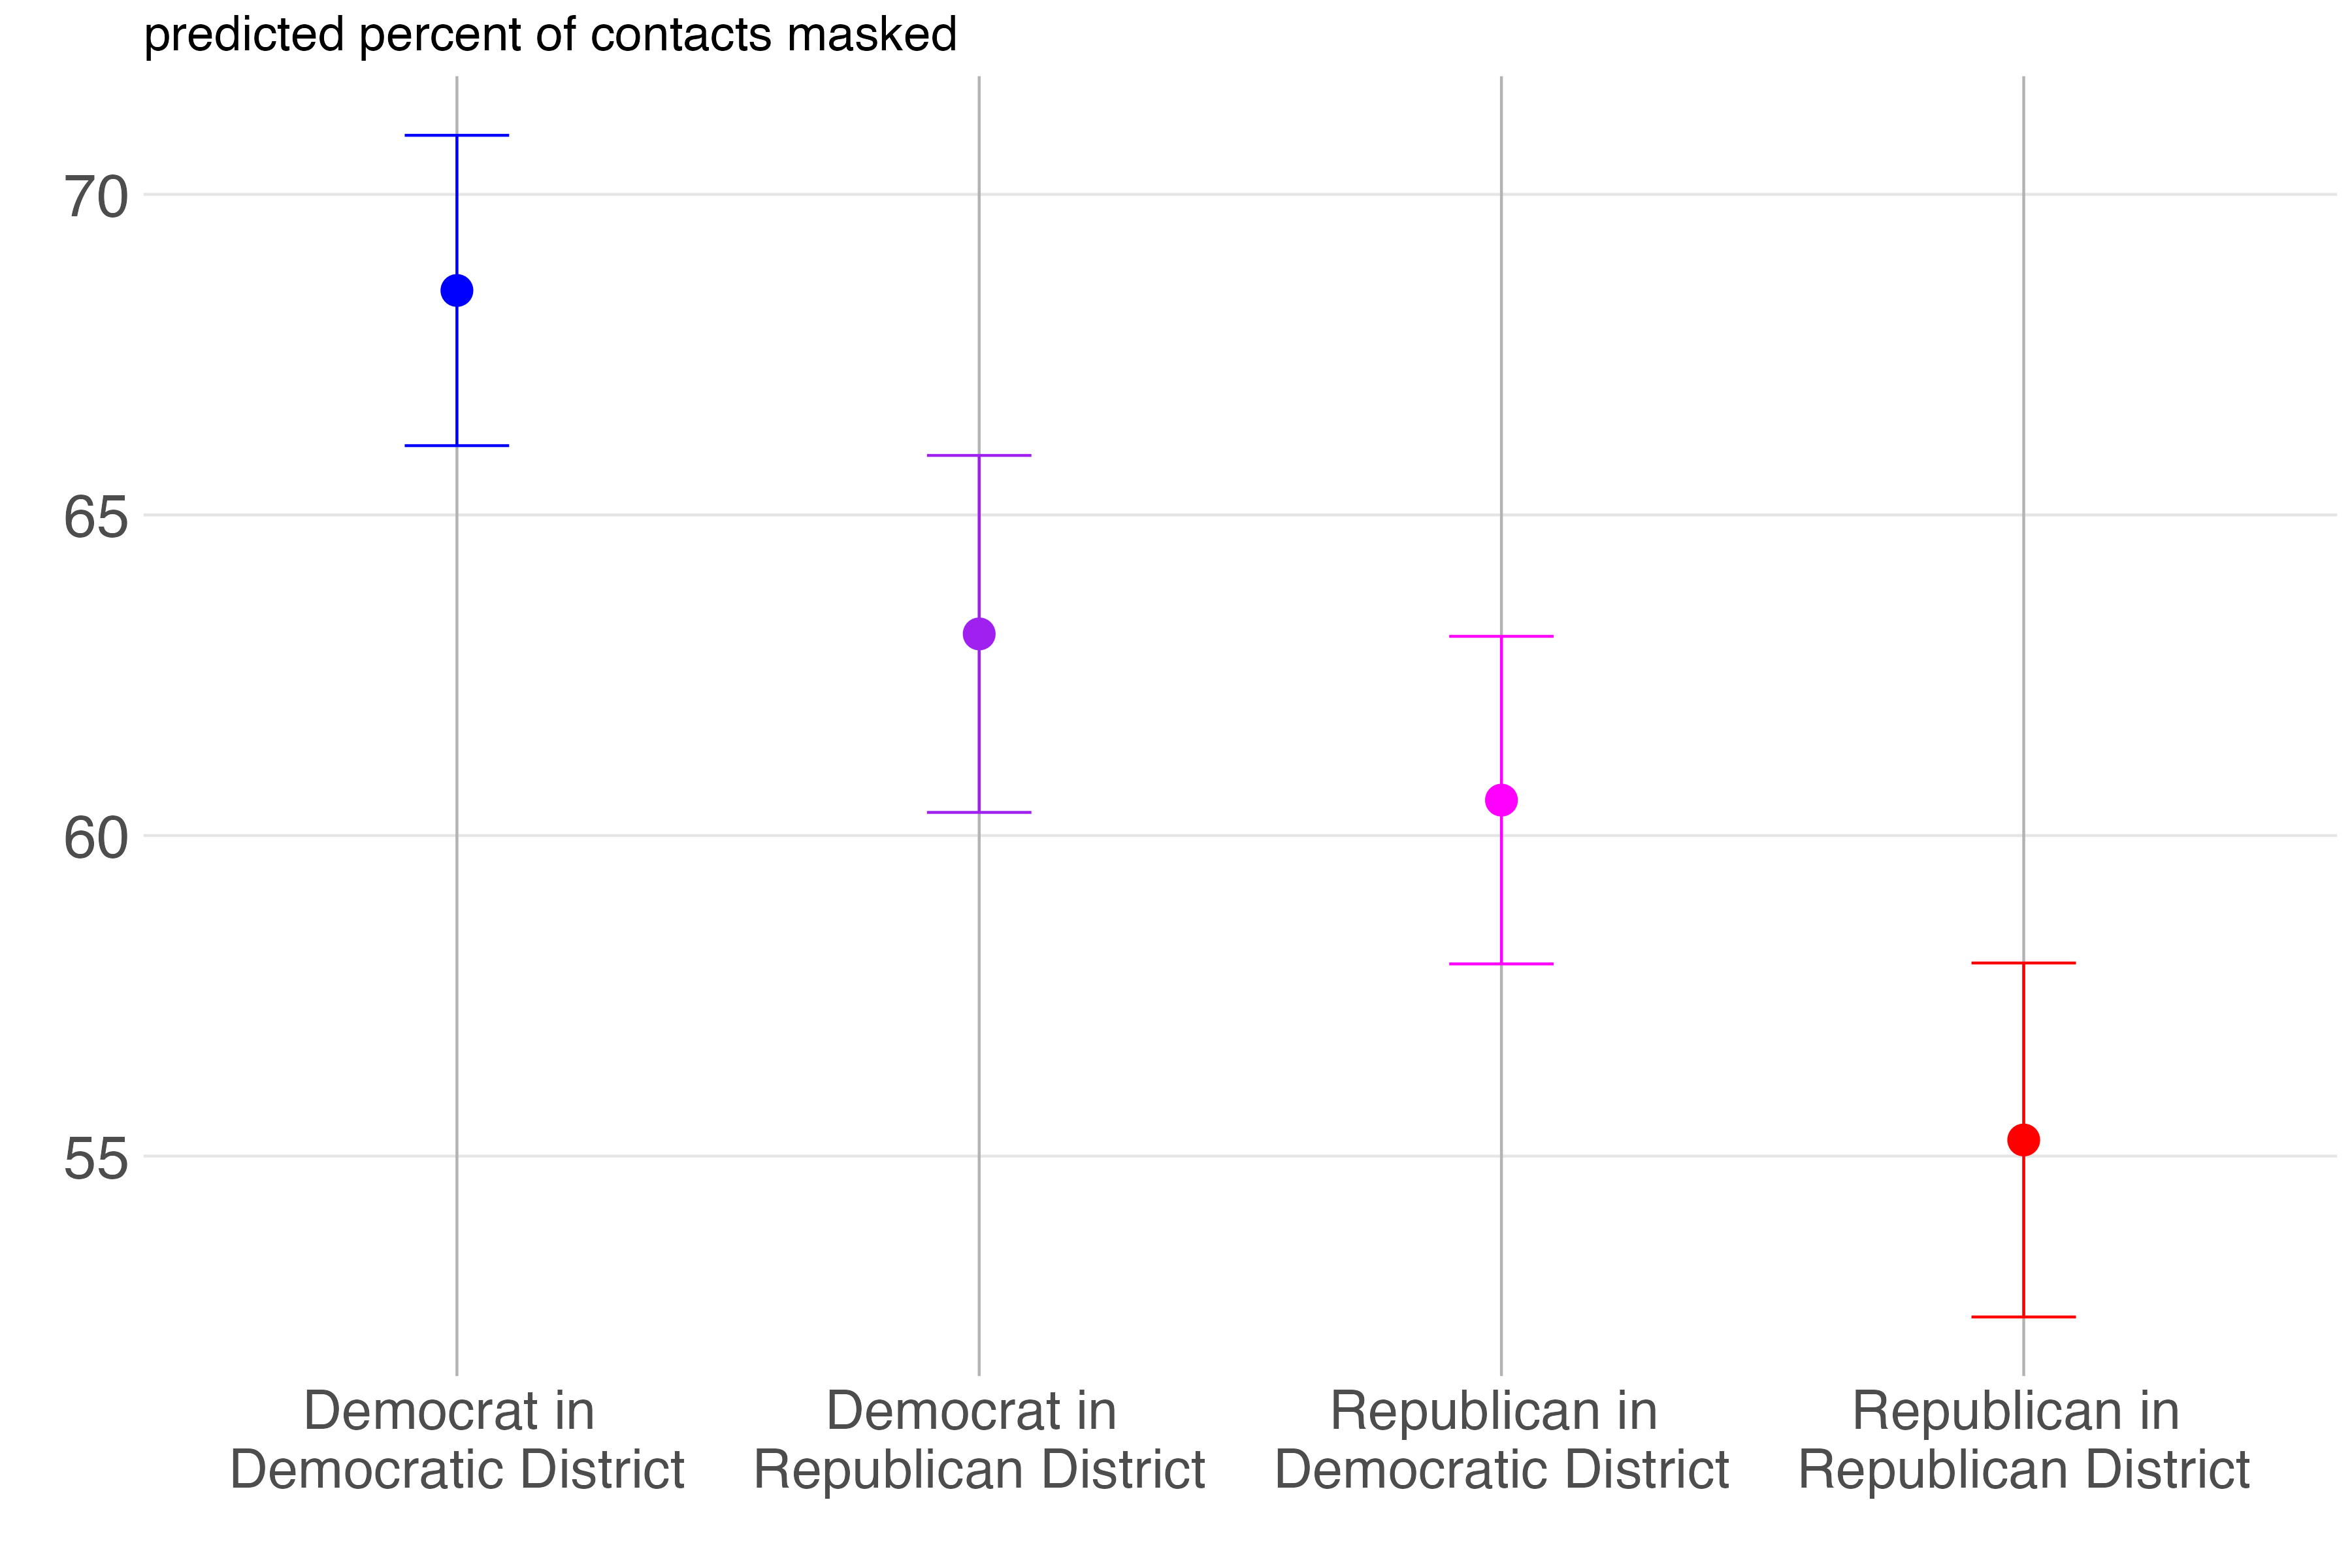 predicted percent of contacts masked
70
65
60
55
Democrat in
Democratic District
Democrat in
Republican District
Republican in
Democratic District
Republican in
Republican District